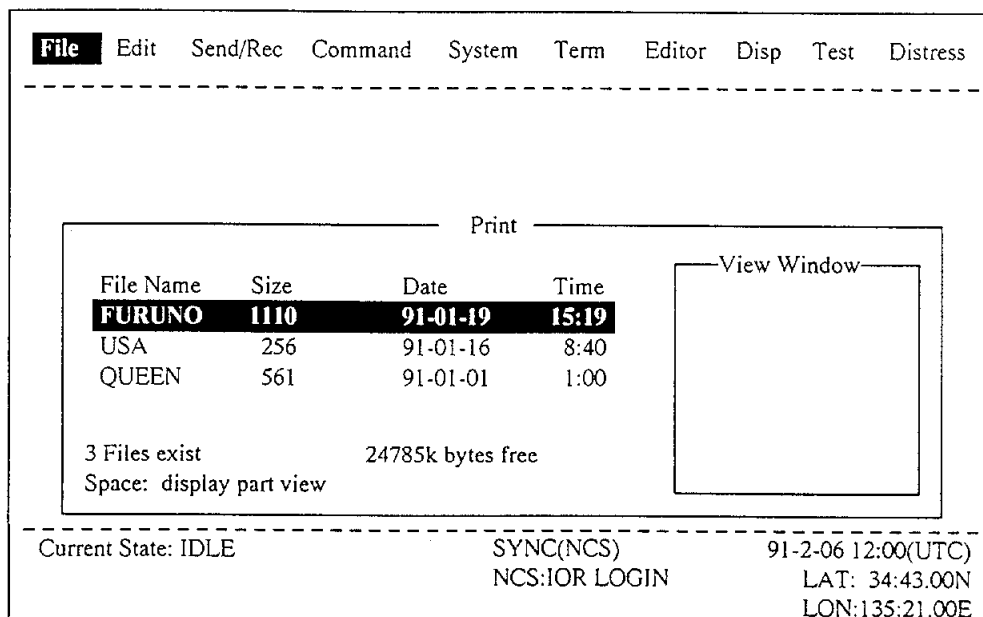 File Edit Send/Rec Command System Term Editor Disp Test Distress
Print
View Window
File Name Size Date Time
FURUNO 1110 91-01-19 15:19
USA 256 91-01-16 8:40
QUEEN 561 91-01-01 1:00
3 Files exist 24785k bytes free
Space: display part view
Current State: IDLE SYNC(NCS) 91-2-06 12:00(UTC)
NCS:IOR LOGIN LAT: 34:43.00N
LON:135:21.00E